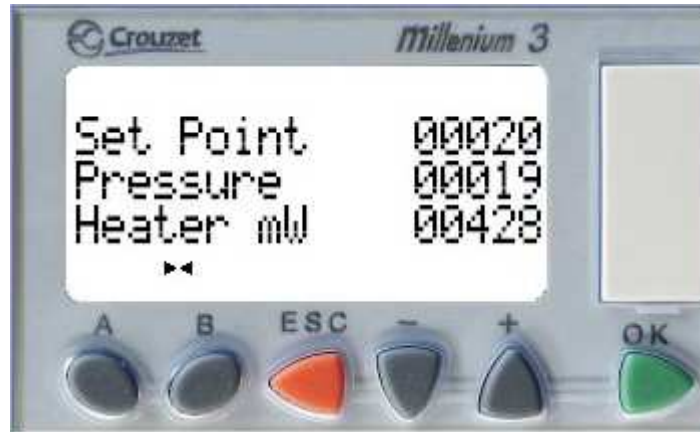 Crouzet Millenium 3
Set Point 00020
Pressure 00019
Heater mW 00428
A B ESC - + OK